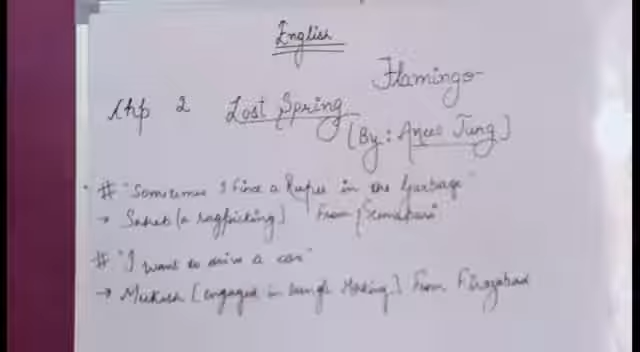 English
Flamingo
Chp 2 Lost Spring
(By: Anees Jung)
# "Sometimes I find a Rupee in the Garbage"
→ Saheb (a ragpicking) From Seemapuri
# "I want to drive a car"
→ Mukesh (engaged in bangle Making) From Firozabad